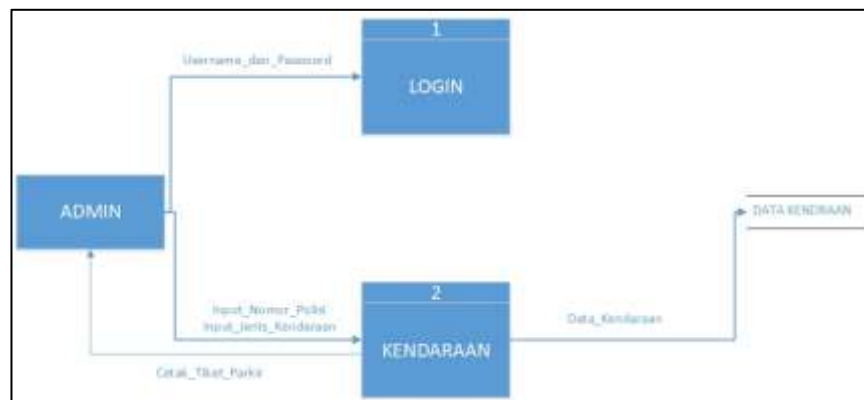 1
Username_dan_Password
LOGIN
ADMIN
DATA KENDRAAN
2
Input_Nomor_Polisi
Input_Jenis_Kendaraan
Data_Kendaraan
KENDARAAN
Cetak_Tiket_Parkir